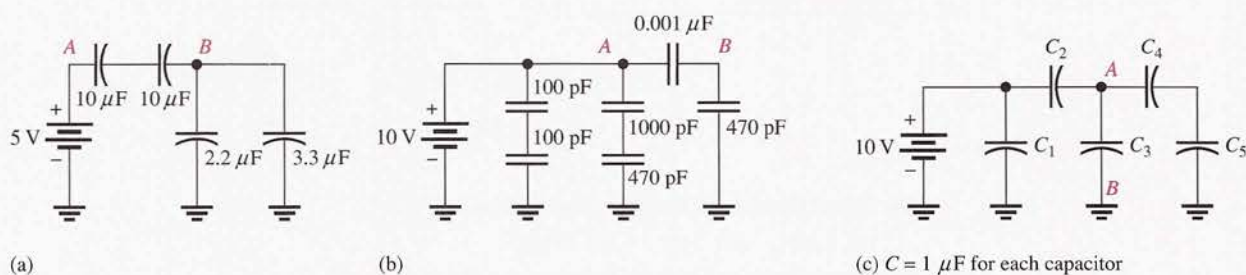 A
B
10 μF
10 μF
+
5 V
−
2.2 μF
3.3 μF
(a)
0.001 μF
A
B
100 pF
+
10 V
−
100 pF
1000 pF
470 pF
470 pF
(b)
C2
A
C4
+
10 V
−
C1
C3
C5
B
(c) C = 1 μF for each capacitor